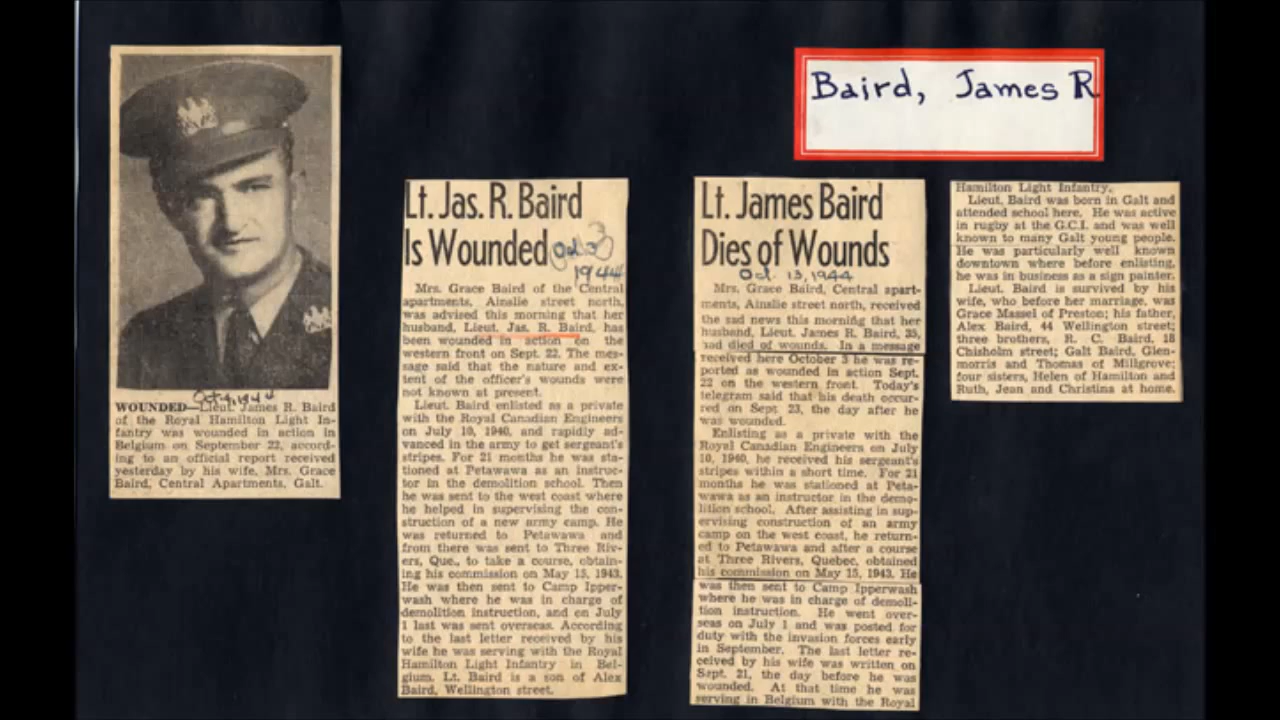 Baird, James R
Oct. 4, 1944
WOUNDED—Lieut. James R. Baird
of the Royal Hamilton Light In-
fantry was wounded in action in
Belgium on September 22, accord-
ing to an official report received
yesterday by his wife, Mrs. Grace
Baird, Central Apartments, Galt.
Lt. Jas. R. Baird
Is Wounded
Oct. 3
1944
Mrs. Grace Baird of the Central
apartments, Ainslie street north,
was advised this morning that her
husband, Lieut. Jas. R. Baird, has
been wounded in action on the
western front on Sept. 22. The mes-
sage said that the nature and ex-
tent of the officer's wounds were
not known at present.
Lieut. Baird enlisted as a private
with the Royal Canadian Engineers
on July 10, 1940, and rapidly ad-
vanced in the army to get sergeant's
stripes. For 21 months he was sta-
tioned at Petawawa as an instruc-
tor in the demolition school. Then
he was sent to the west coast where
he helped in supervising the con-
struction of a new army camp. He
was returned to Petawawa and
from there was sent to Three Riv-
ers, Que., to take a course, obtain-
ing his commission on May 15, 1943.
He was then sent to Camp Ipper-
wash where he was in charge of
demolition instruction, and on July
1 last was sent overseas. According
to the last letter received by his
wife he was serving with the Royal
Hamilton Light Infantry in Bel-
gium. Lt. Baird is a son of Alex
Baird, Wellington street.
Lt. James Baird
Dies of Wounds
Oct. 13, 1944
Mrs. Grace Baird, Central apart-
ments, Ainslie street north, received
the sad news this morning that her
husband, Lieut. James R. Baird, 35,
had died of wounds. In a message
received here October 3 he was re-
ported as wounded in action Sept.
22 on the western front. Today's
telegram said that his death occur-
red on Sept. 23, the day after he
was wounded.
Enlisting as a private with the
Royal Canadian Engineers on July
10, 1940, he received his sergeant's
stripes within a short time. For 21
months he was stationed at Peta-
wawa as an instructor in the demo-
lition school. After assisting in sup-
ervising construction of an army
camp on the west coast, he return-
ed to Petawawa and after a course
at Three Rivers, Quebec, obtained
his commission on May 15, 1943. He
was then sent to Camp Ipperwash
where he was in charge of demoli-
tion instruction. He went over-
seas on July 1 and was posted for
duty with the invasion forces early
in September. The last letter re-
ceived by his wife was written on
Sept. 21, the day before he was
wounded. At that time he was
serving in Belgium with the Royal
Hamilton Light Infantry.
Lieut. Baird was born in Galt and
attended school here. He was active
in rugby at the G.C.I. and was well
known to many Galt young people.
He was particularly well known
downtown where before enlisting,
he was in business as a sign painter.
Lieut. Baird is survived by his
wife, who before her marriage, was
Grace Massel of Preston; his father,
Alex Baird, 44 Wellington street;
three brothers, R. C. Baird, 18
Chisholm street; Galt Baird, Glen-
morris and Thomas of Millgrove;
four sisters, Helen of Hamilton and
Ruth, Jean and Christina at home.